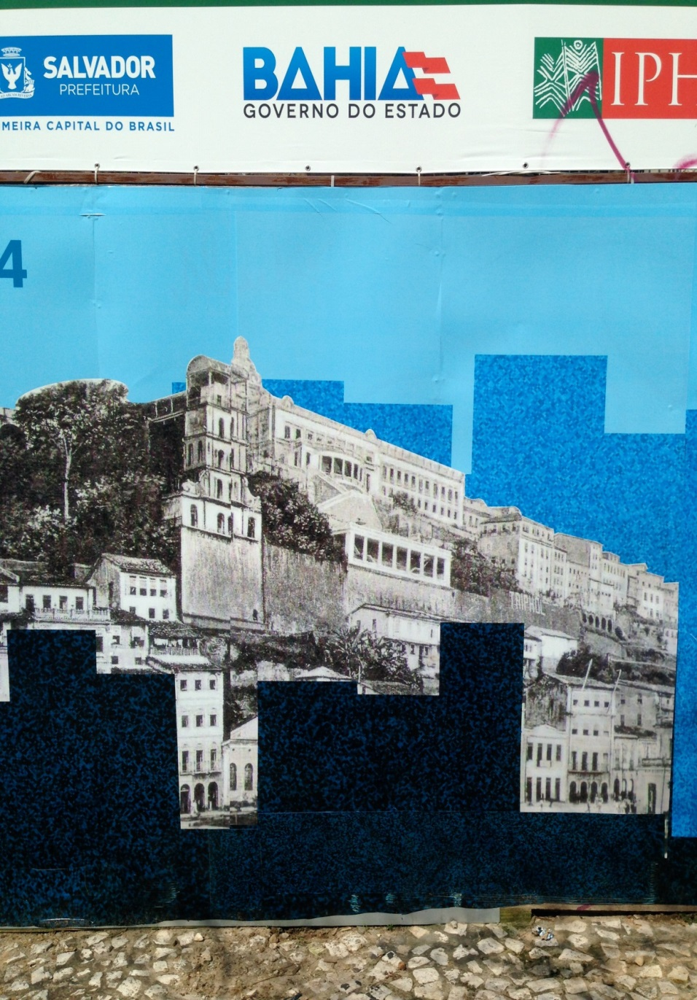 SALVADOR
PREFEITURA
MEIRA CAPITAL DO BRASIL
BAHIA
GOVERNO DO ESTADO
IPH
4